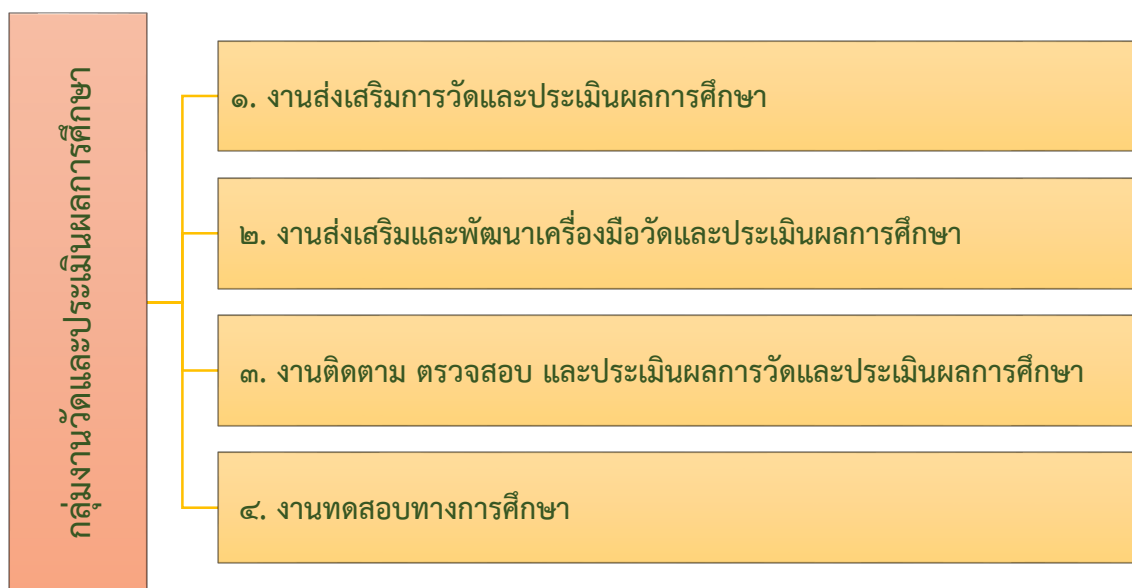 กลุ่มงานวัดและประเมินผลการศึกษา
๑. งานส่งเสริมการวัดและประเมินผลการศึกษา
๒. งานส่งเสริมและพัฒนาเครื่องมือวัดและประเมินผลการศึกษา
๓. งานติดตาม ตรวจสอบ และประเมินผลการวัดและประเมินผลการศึกษา
๔. งานทดสอบทางการศึกษา